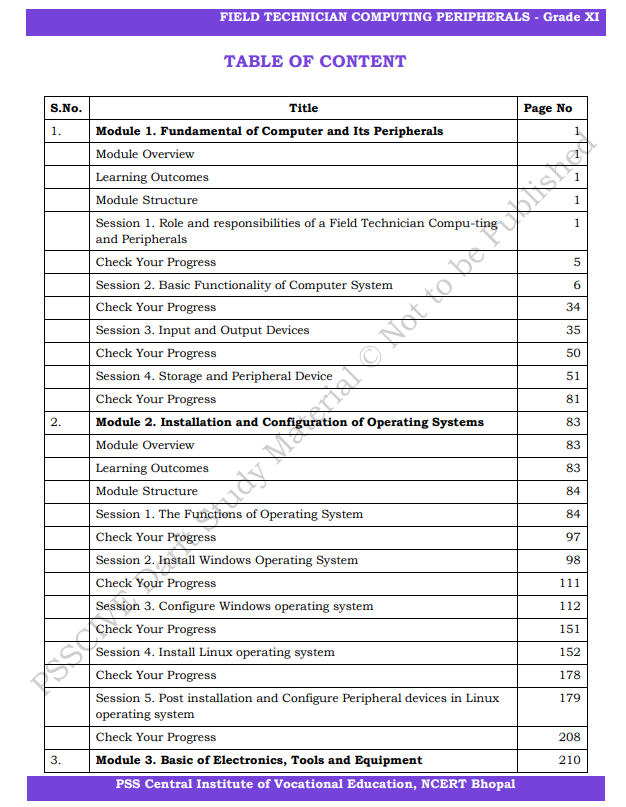 FIELD TECHNICIAN COMPUTING PERIPHERALS - Grade XI
TABLE OF CONTENT
S.No. Title Page No
1. Module 1. Fundamental of Computer and Its Peripherals 1
Module Overview 1
Learning Outcomes 1
Module Structure 1
Session 1. Role and responsibilities of a Field Technician Compu-ting 1
and Peripherals
Check Your Progress 5
Session 2. Basic Functionality of Computer System 6
Check Your Progress 34
Session 3. Input and Output Devices 35
Check Your Progress 50
Session 4. Storage and Peripheral Device 51
Check Your Progress 81
2. Module 2. Installation and Configuration of Operating Systems 83
Module Overview 83
Learning Outcomes 83
Module Structure 84
Session 1. The Functions of Operating System 84
Check Your Progress 97
Session 2. Install Windows Operating System 98
Check Your Progress 111
Session 3. Configure Windows operating system 112
Check Your Progress 151
Session 4. Install Linux operating system 152
Check Your Progress 178
Session 5. Post installation and Configure Peripheral devices in Linux 179
operating system
Check Your Progress 208
3. Module 3. Basic of Electronics, Tools and Equipment 210
PSS Central Institute of Vocational Education, NCERT Bhopal
PSSCIVE Study Material © Not to be Published